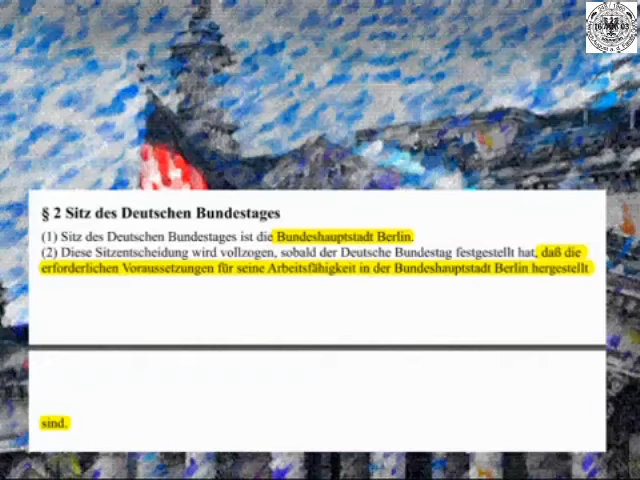 § 2 Sitz des Deutschen Bundestages
(1) Sitz des Deutschen Bundestages ist die Bundeshauptstadt Berlin.
(2) Diese Sitzentscheidung wird vollzogen, sobald der Deutsche Bundestag festgestellt hat, daß die
erforderlichen Voraussetzungen für seine Arbeitsfähigkeit in der Bundeshauptstadt Berlin hergestellt
sind.